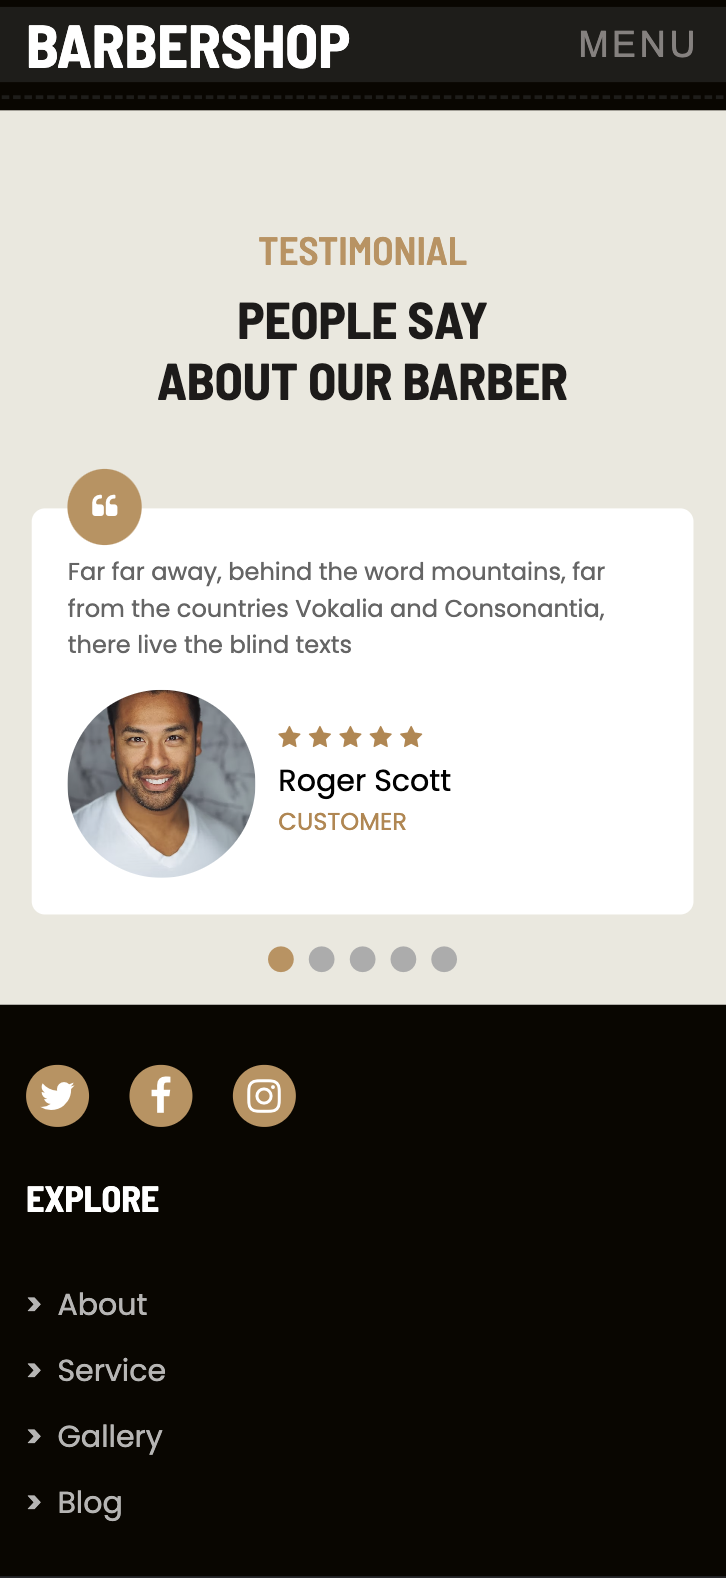 BARBERSHOP
MENU
TESTIMONIAL
PEOPLE SAY
ABOUT OUR BARBER
Far far away, behind the word mountains, far
from the countries Vokalia and Consonantia,
there live the blind texts
Roger Scott
CUSTOMER
EXPLORE
About
Service
Gallery
Blog